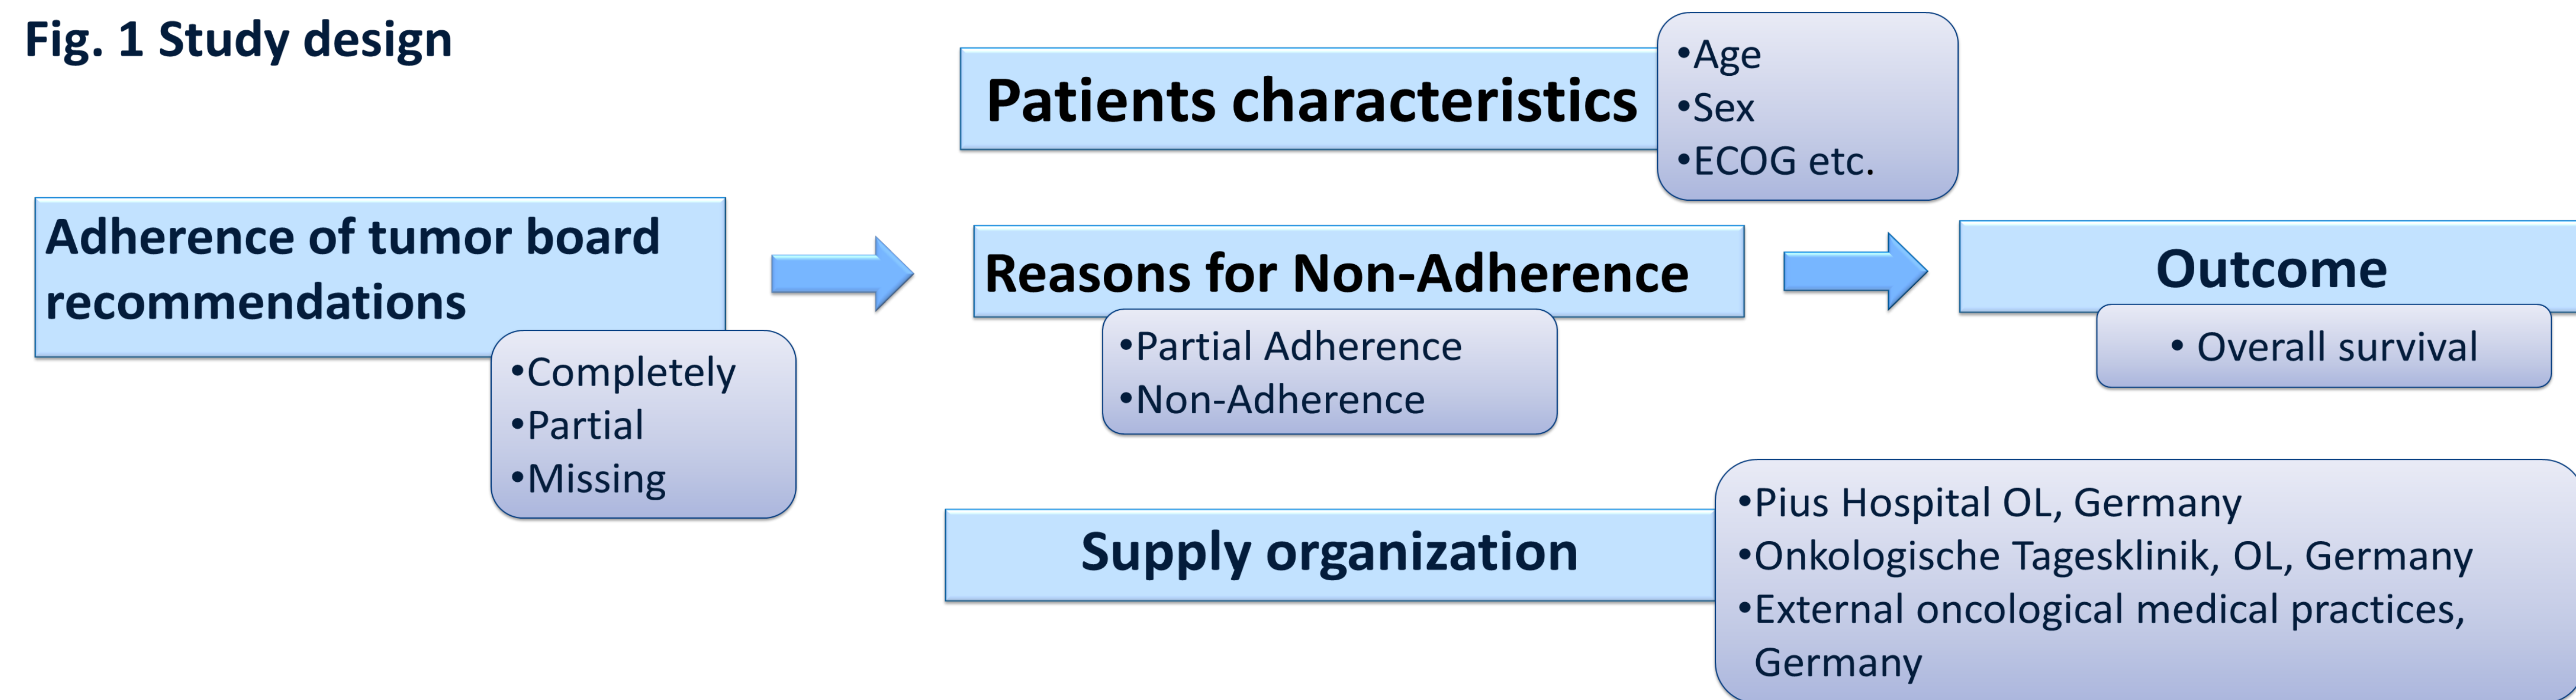 Fig. 1 Study design
Patients characteristics
•Age
•Sex
•ECOG etc.
Adherence of tumor board
recommendations
•Completely
•Partial
•Missing
Reasons for Non-Adherence
•Partial Adherence
•Non-Adherence
Outcome
• Overall survival
Supply organization
•Pius Hospital OL, Germany
•Onkologische Tagesklinik, OL, Germany
•External oncological medical practices,
Germany